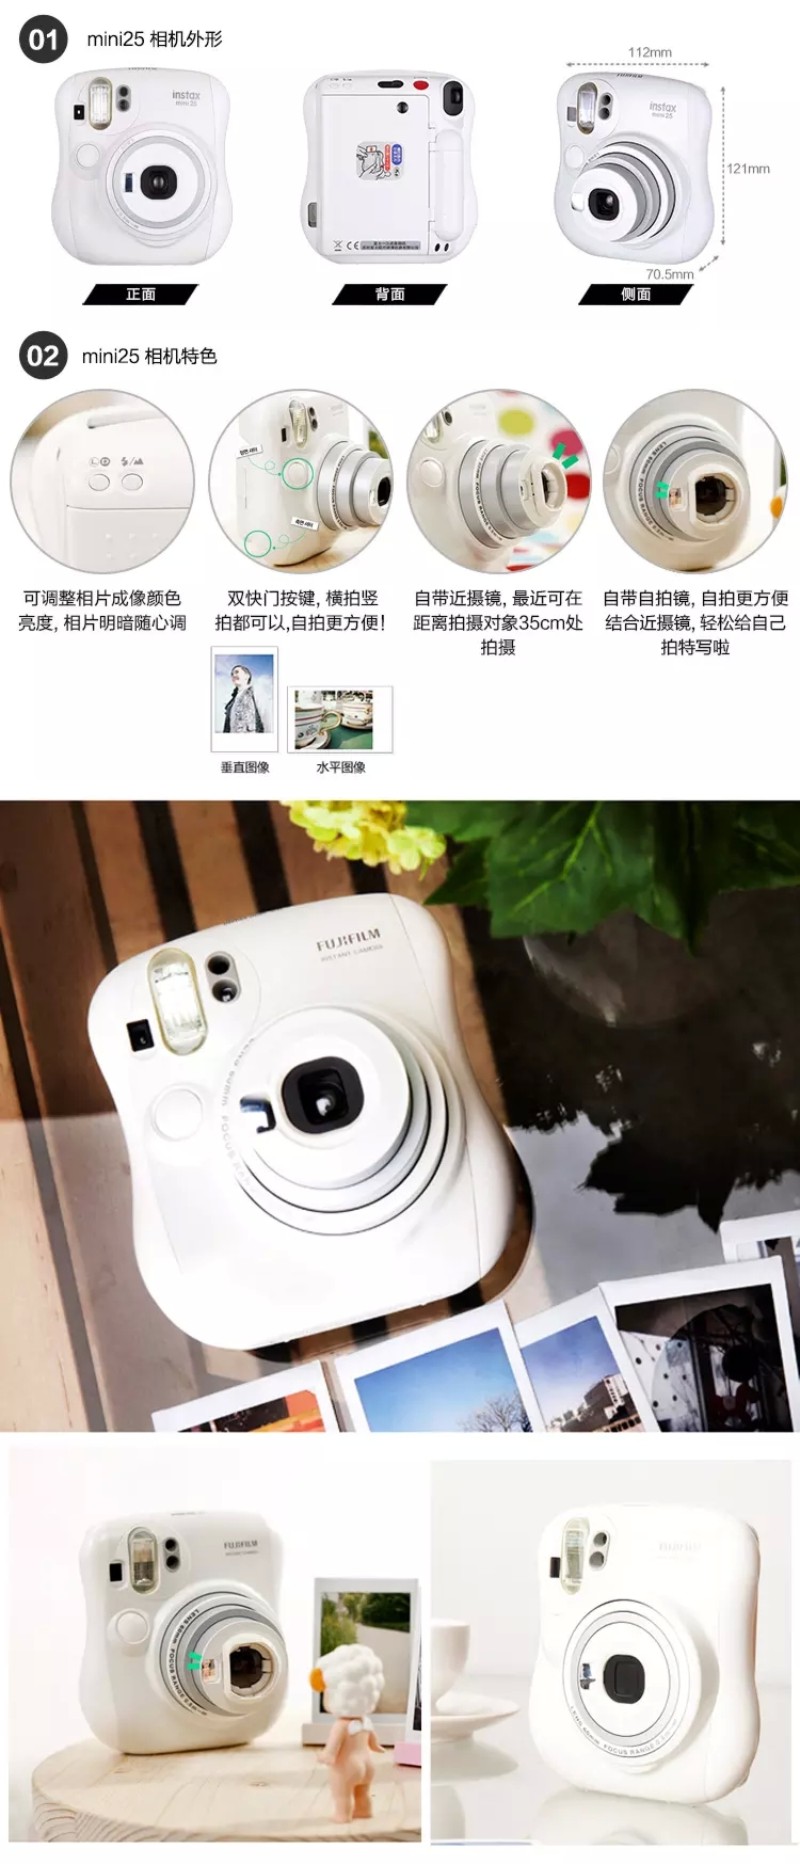 01 mini25 相机外形
112mm
instax
mini 25
instax
mini 25
121mm
70.5mm
正面
背面
侧面
02 mini25 相机特色
可调整相片成像颜色
亮度, 相片明暗随心调
双快门按键, 横拍竖
拍都可以,自拍更方便!
自带近摄镜, 最近可在
距离拍摄对象35cm处
拍摄
自带自拍镜, 自拍更方便
结合近摄镜, 轻松给自己
拍特写啦
垂直图像
水平图像
FUJIFILM
INSTANT CAMERA
FUJIFILM
FUJIFILM